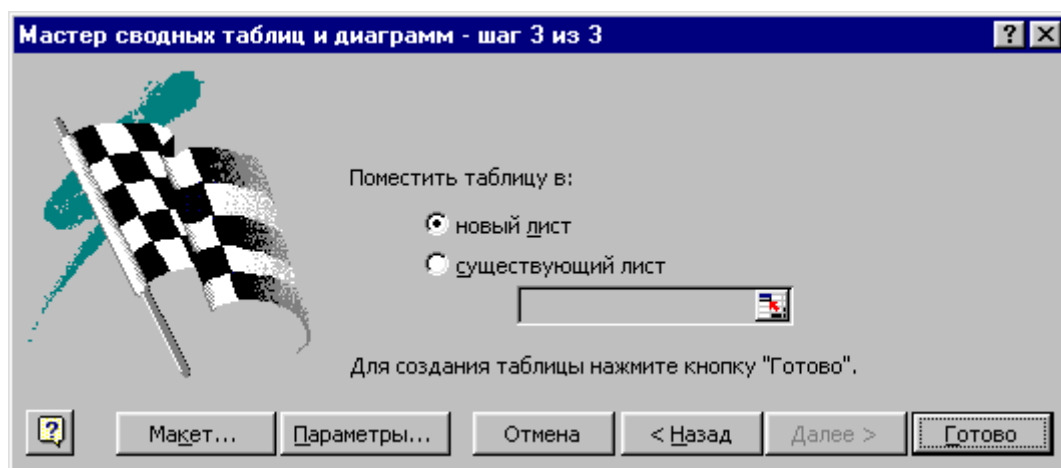 Мастер сводных таблиц и диаграмм - шаг 3 из 3
Поместить таблицу в:
новый лист
существующий лист
Для создания таблицы нажмите кнопку "Готово".
Макет... Параметры... Отмена < Назад Далее > Готово